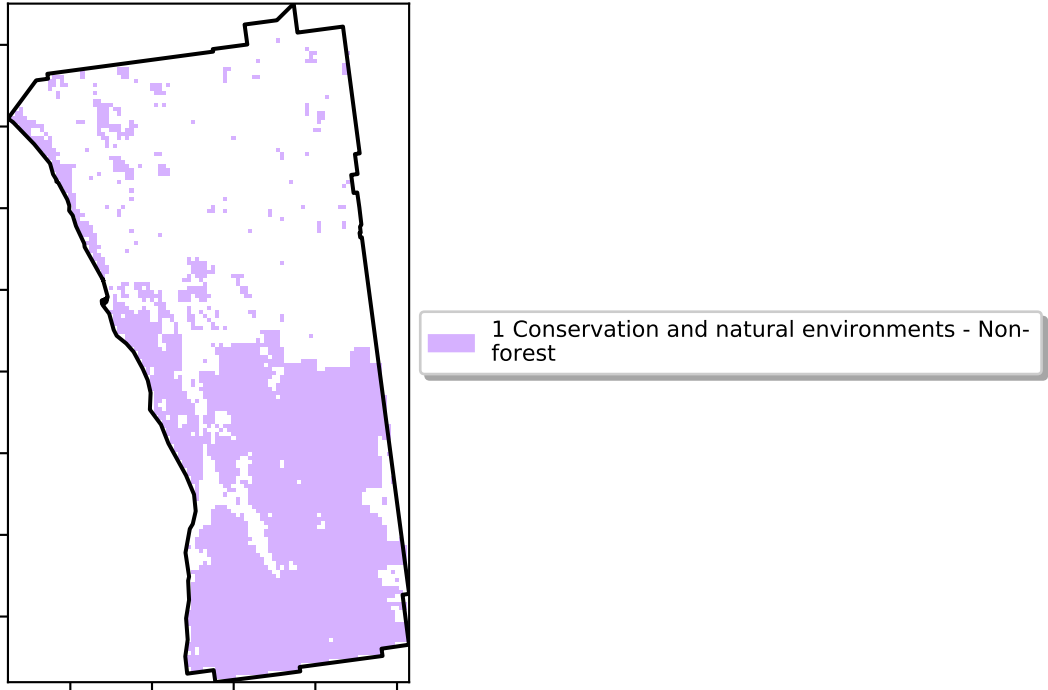 1 Conservation and natural environments - Non-
forest